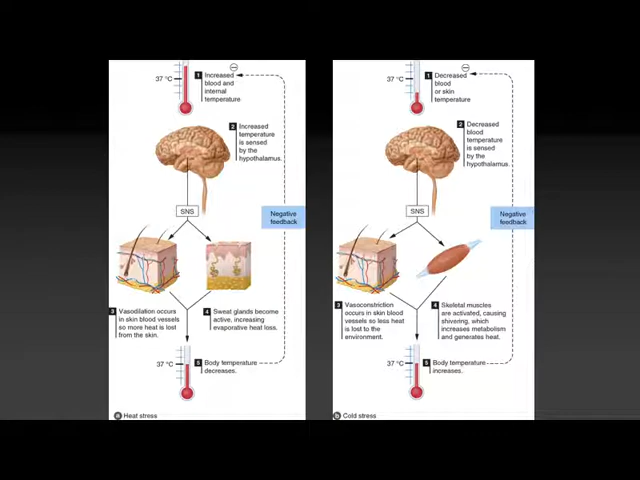 37 °C
1 Increased
blood and
internal
temperature
2 Increased
temperature
is sensed
by the
hypothalamus.
SNS
Negative
feedback
3 Vasodilation occurs
in skin blood vessels
so more heat is lost
from the skin.
4 Sweat glands become
active, increasing
evaporative heat loss.
37 °C
5 Body temperature
decreases.
a Heat stress
37 °C
1 Decreased
blood
or skin
temperature
2 Decreased
blood
temperature
is sensed
by the
hypothalamus.
SNS
Negative
feedback
3 Vasoconstriction
occurs in skin blood
vessels so less heat
is lost to the
environment.
4 Skeletal muscles
are activated, causing
shivering, which
increases metabolism
and generates heat.
37 °C
5 Body temperature
increases.
b Cold stress